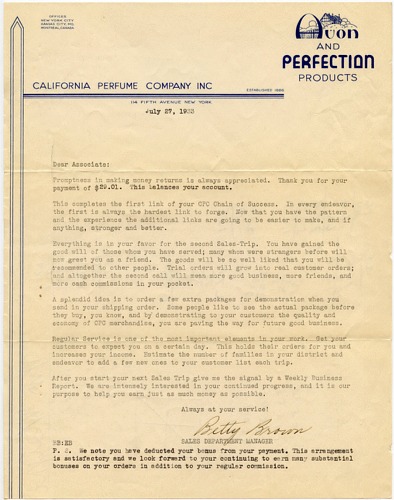 OFFICES
NEW YORK CITY
KANSAS CITY, MO.
MONTREAL, CANADA
Avon
AND
PERFECTION
PRODUCTS
CALIFORNIA PERFUME COMPANY INC
ESTABLISHED 1886
114 FIFTH AVENUE NEW YORK
July 27, 1933
Dear Associate:
Promptness in making money returns is always appreciated. Thank you for your
payment of $29.01. This balances your account.
This completes the first link of your CPC Chain of Success. In every endeavor,
the first is always the hardest link to forge. Now that you have the pattern
and the experience the additional links are going to be easier to make, and if
anything, stronger and better.
Everything is in your favor for the second Sales-Trip. You have gained the
good will of those whom you have served; many whom were strangers before will
now greet you as a friend. The goods will be so well liked that you will be
recommended to other people. Trial orders will grow into real customer orders;
and altogether the second call will mean more good business, more friends, and
more cash commissions in your pocket.
A splendid idea is to order a few extra packages for demonstration when you
send in your shipping order. Some people like to see the actual package before
they buy, you know, and by demonstrating to your customers the quality and
economy of CPC merchandise, you are paving the way for future good business.
Regular Service is one of the most important elements in your work. Get your
customers to expect you on a certain day. This holds their orders for you and
increases your income. Estimate the number of families in your district and
endeavor to add a few new ones to your customer list each trip.
After you start your next Sales Trip give me the signal by a Weekly Business
Report. We are intensely interested in your continued progress, and it is our
purpose to help you earn just as much money as possible.
Always at your service!
Betty Brown
SALES DEPARTMENT MANAGER
BB:EB
P. S. We note you have deducted your bonus from your payment. This arrangement
is satisfactory and we look forward to your continuing to earn many substantial
bonuses on your orders in addition to your regular commission.